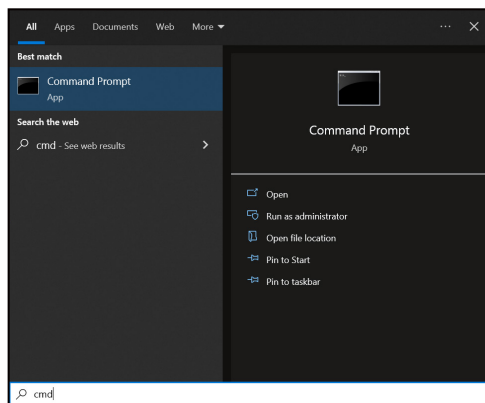 All Apps Documents Web More
Best match
Command Prompt
App
Search the web
cmd - See web results
Command Prompt
App
Open
Run as administrator
Open file location
Pin to Start
Pin to taskbar
cmd